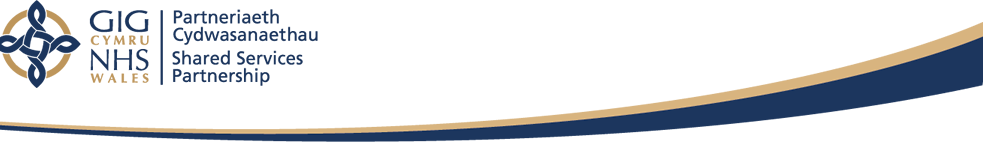 GIG
CYMRU
NHS
WALES
Partneriaeth
Cydwasanaethau
Shared Services
Partnership